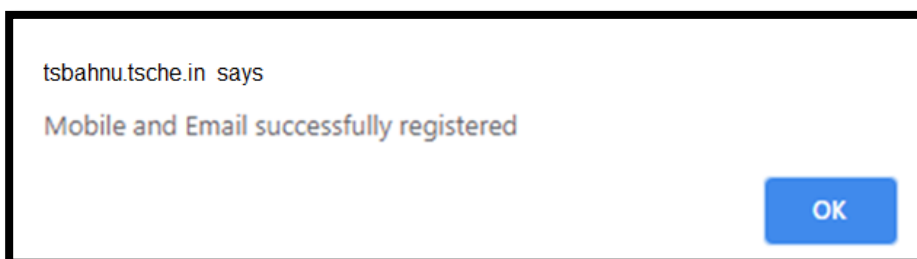 tsbahnu.tsche.in says
Mobile and Email successfully registered
OK